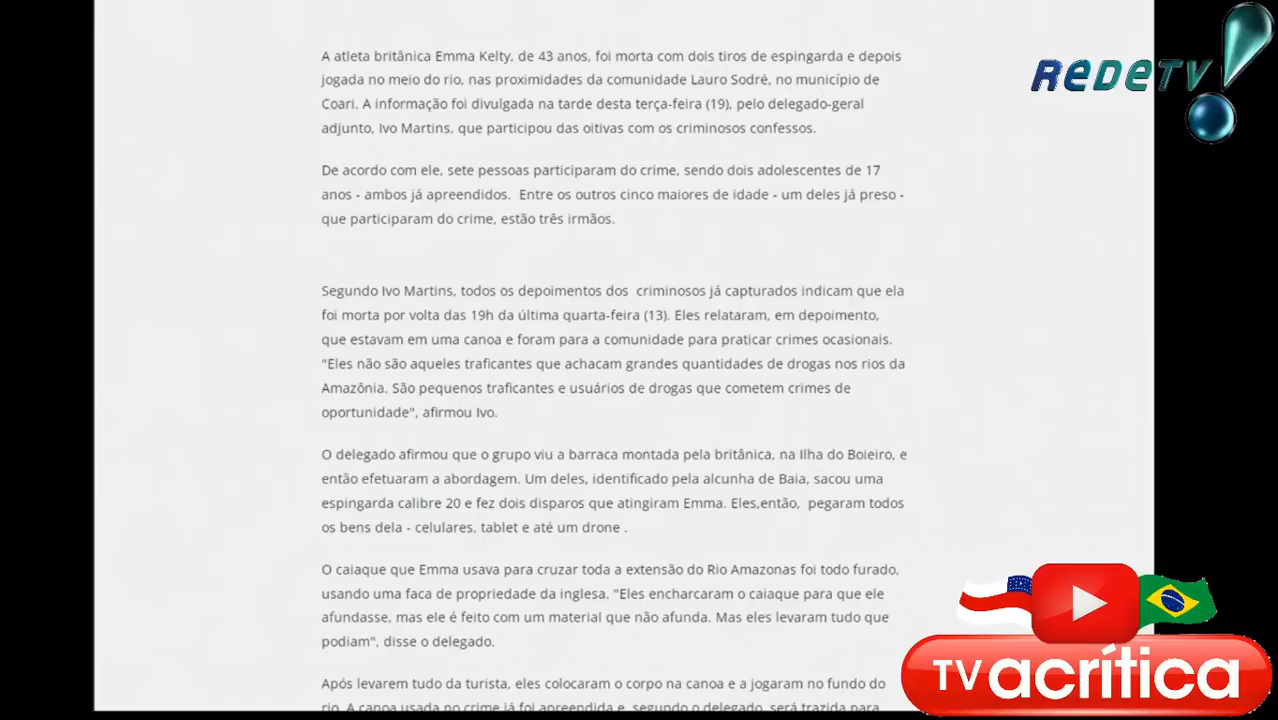 A atleta britânica Emma Kelty, de 43 anos, foi morta com dois tiros de espingarda e depois
jogada no meio do rio, nas proximidades da comunidade Lauro Sodré, no município de
Coari. A informação foi divulgada na tarde desta terça-feira (19), pelo delegado-geral
adjunto, Ivo Martins, que participou das oitivas com os criminosos confessos.
De acordo com ele, sete pessoas participaram do crime, sendo dois adolescentes de 17
anos - ambos já apreendidos.  Entre os outros cinco maiores de idade - um deles já preso -
que participaram do crime, estão três irmãos.
Segundo Ivo Martins, todos os depoimentos dos  criminosos já capturados indicam que ela
foi morta por volta das 19h da última quarta-feira (13). Eles relataram, em depoimento,
que estavam em uma canoa e foram para a comunidade para praticar crimes ocasionais.
"Eles não são aqueles traficantes que achacam grandes quantidades de drogas nos rios da
Amazônia. São pequenos traficantes e usuários de drogas que cometem crimes de
oportunidade", afirmou Ivo.
O delegado afirmou que o grupo viu a barraca montada pela britânica, na Ilha do Boieiro, e
então efetuaram a abordagem. Um deles, identificado pela alcunha de Baia, sacou uma
espingarda calibre 20 e fez dois disparos que atingiram Emma. Eles,então,  pegaram todos
os bens dela - celulares, tablet e até um drone .
O caiaque que Emma usava para cruzar toda a extensão do Rio Amazonas foi todo furado,
usando uma faca de propriedade da inglesa. "Eles encharcaram o caiaque para que ele
afundasse, mas ele é feito com um material que não afunda. Mas eles levaram tudo que
podiam", disse o delegado.
Após levarem tudo da turista, eles colocaram o corpo na canoa e a jogaram no fundo do
rio. A canoa usada no crime já foi apreendida e, segundo o delegado, será trazida para
REDETV!
TV acrítica